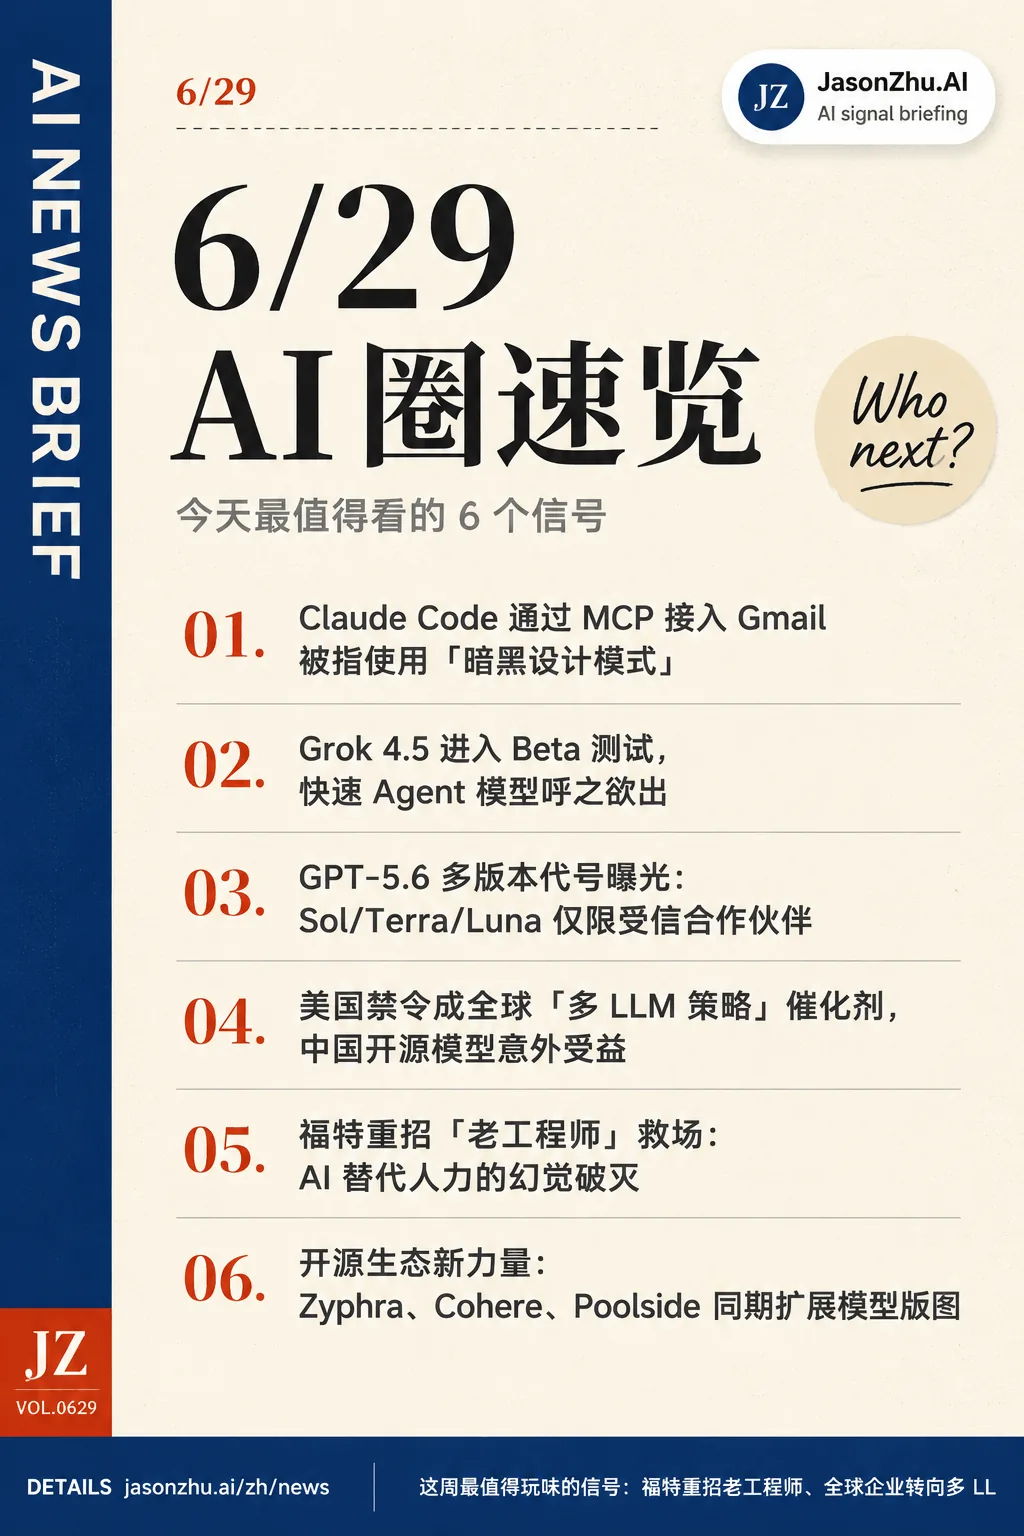 AI NEWS BRIEF
6/29
JZ
JasonZhu.AI
AI signal briefing
6/29
AI 圈速览
Who
next?
今天最值得看的 6 个信号
01.
Claude Code 通过 MCP 接入 Gmail
被指使用「暗黑设计模式」
02.
Grok 4.5 进入 Beta 测试，
快速 Agent 模型呼之欲出
03.
GPT-5.6 多版本代号曝光：
Sol/Terra/Luna 仅限受信合作伙伴
04.
美国禁令成全球「多 LLM 策略」催化剂，
中国开源模型意外受益
05.
福特重招「老工程师」救场：
AI 替代人力的幻觉破灭
06.
开源生态新力量：
Zyphra、Cohere、Poolside 同期扩展模型版图
JZ
VOL.0629
DETAILS jasonzhu.ai/zh/news
这周最值得玩味的信号：福特重招老工程师、全球企业转向多 LL